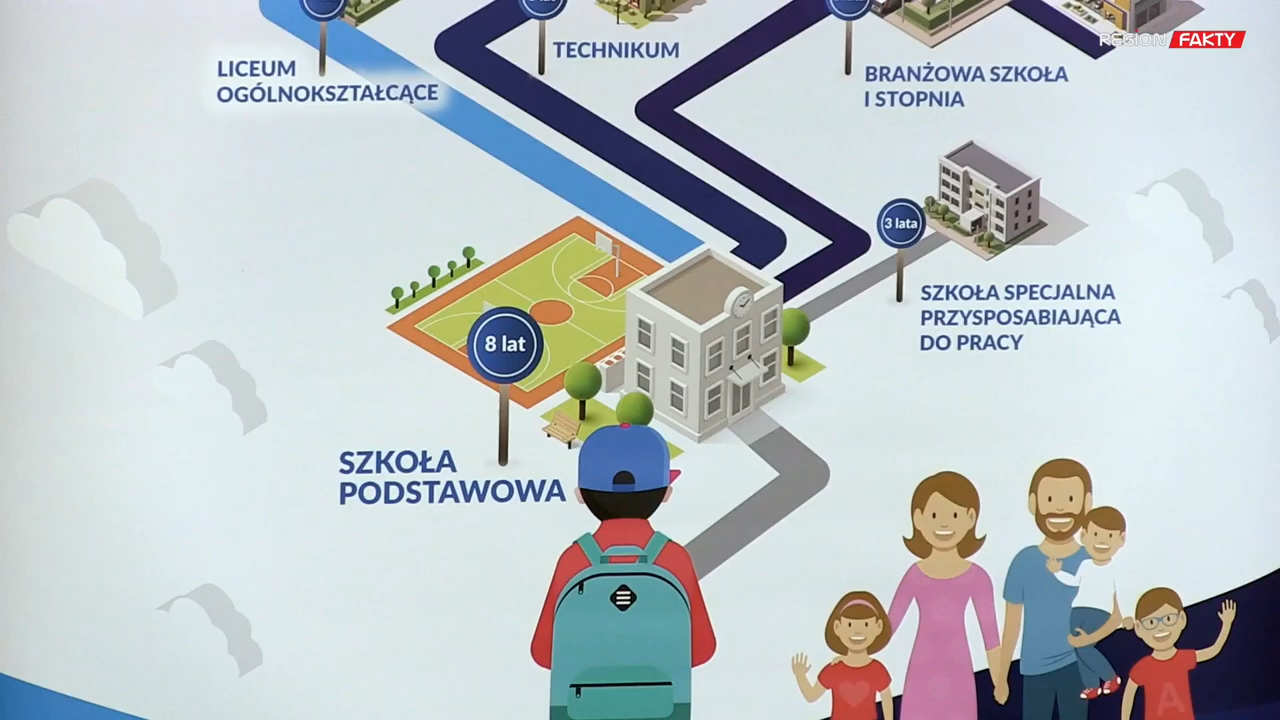 REGION FAKTY
LICEUM
OGÓLNOKSZTAŁCĄCE
TECHNIKUM
BRANŻOWA SZKOŁA
I STOPNIA
3 lata
SZKOŁA SPECJALNA
PRZYSPOSABIAJĄCA
DO PRACY
8 lat
SZKOŁA
PODSTAWOWA
A